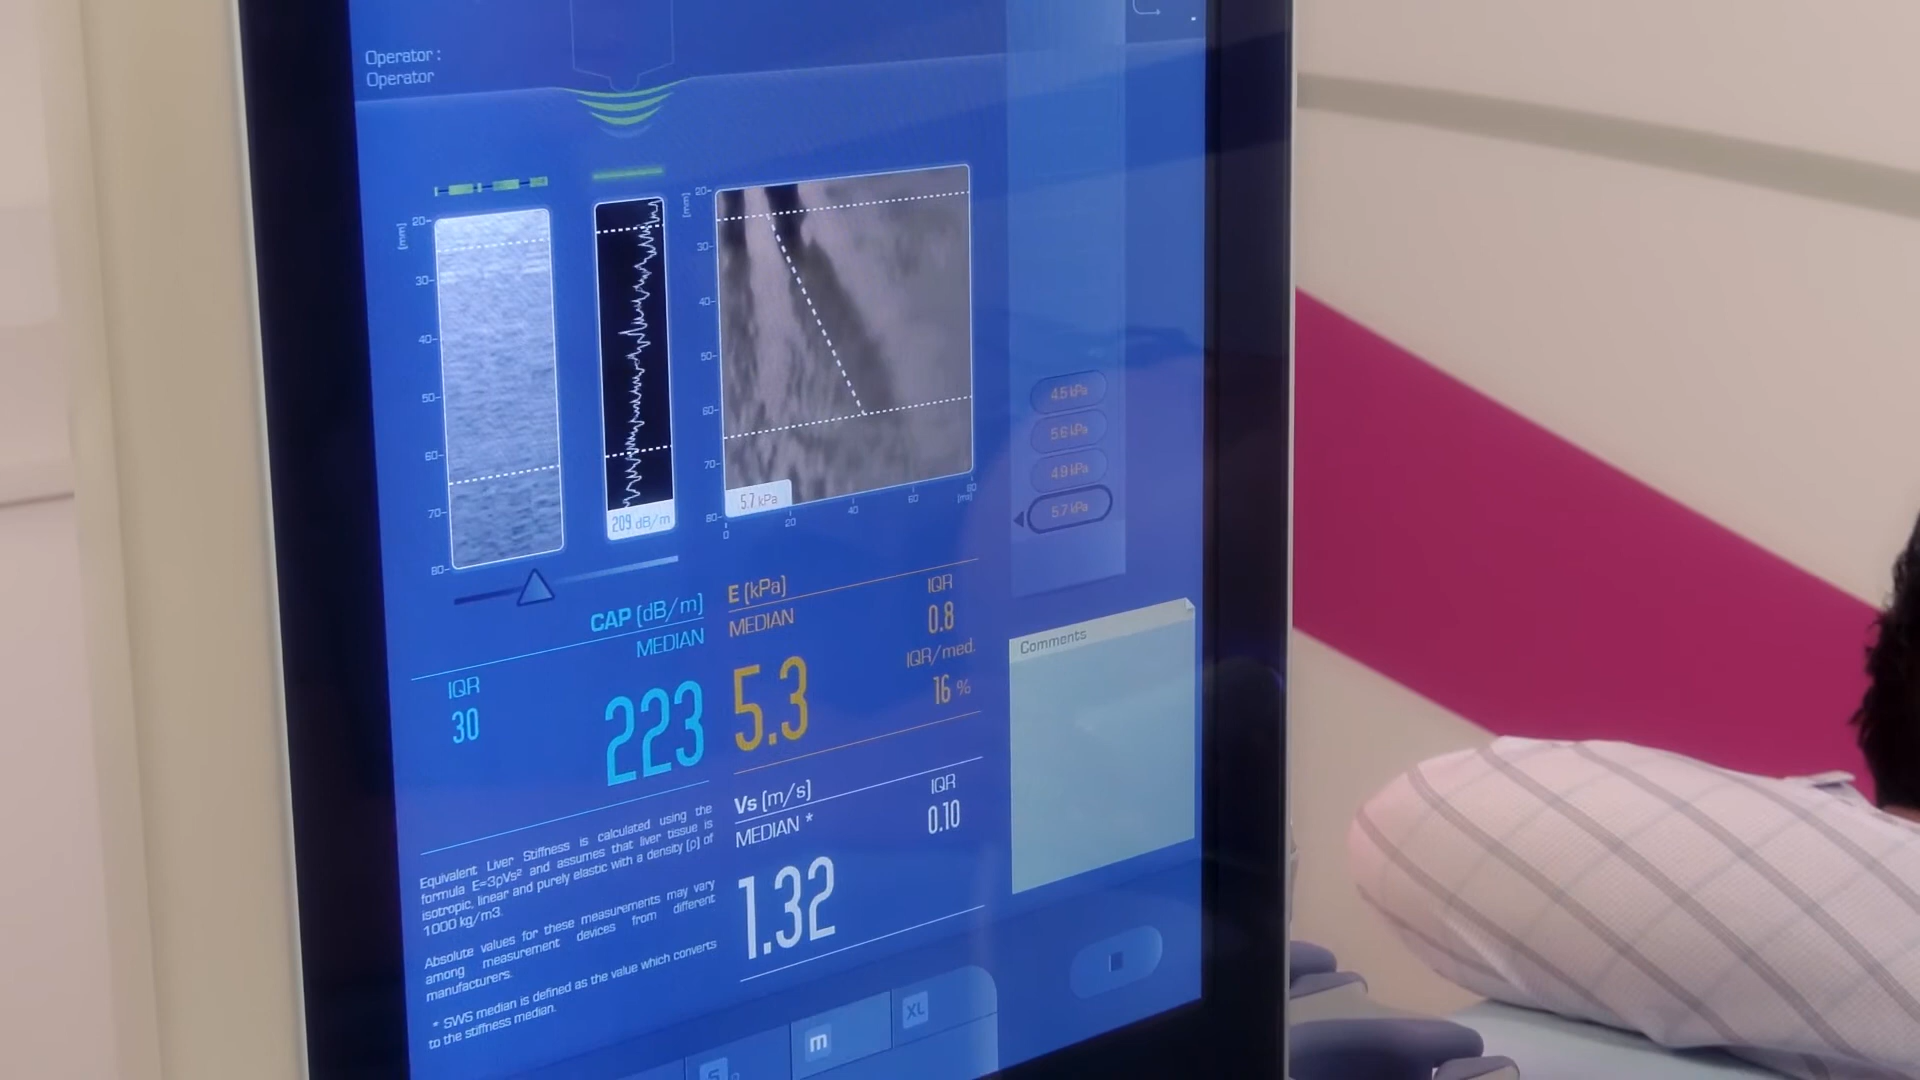 Operator :
Operator
[mm]
20
30
40
50
60
70
80
209 dB/m
[mm]
20
30
40
50
60
70
80
5.7 kPa
0
20
40
60
80
[ms]
4.5 kPa
5.6 kPa
4.9 kPa
5.7 kPa
CAP (dB/m)
MEDIAN
IQR
30
223
E (kPa)
MEDIAN
5.3
IQR
0.8
IQR/med.
16 %
Vs (m/s)
MEDIAN *
1.32
IQR
0.10
Comments
Equivalent Liver Stiffness is calculated using the
formula E=3ρVs² and assumes that liver tissue is
isotropic, linear and purely elastic with a density (ρ) of
1000 kg/m3.
Absolute values for these measurements may vary
among measurement devices from different
manufacturers.
* SWS median is defined as the value which converts
to the stiffness median.
S
m
XL